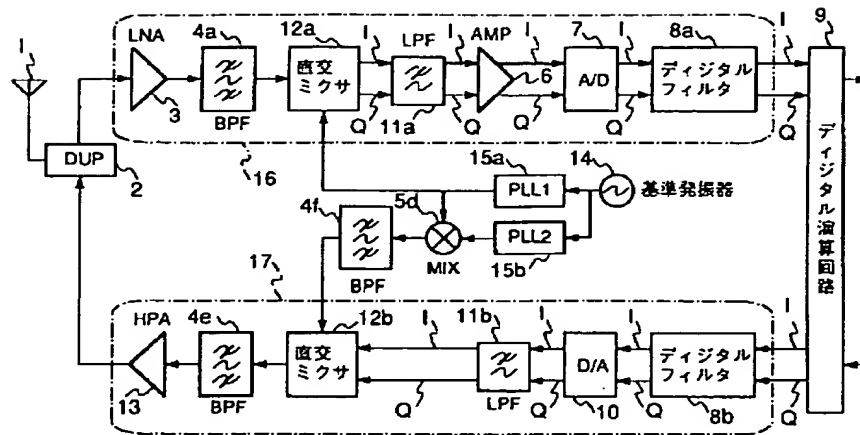 1
LNA
3
4a
BPF
12a
直交
ミクサ
I
Q
LPF
11a
I
Q
AMP
6
I
Q
7
A/D
I
Q
8a
ディジタル
フィルタ
I
Q
9
ディジタル演算回路
DUP
2
16
15a
PLL1
14
基準発振器
5d
MIX
PLL2
15b
4f
BPF
17
HPA
13
4e
BPF
12b
直交
ミクサ
I
Q
11b
LPF
I
Q
D/A
10
I
Q
ディジタル
フィルタ
8b
I
Q